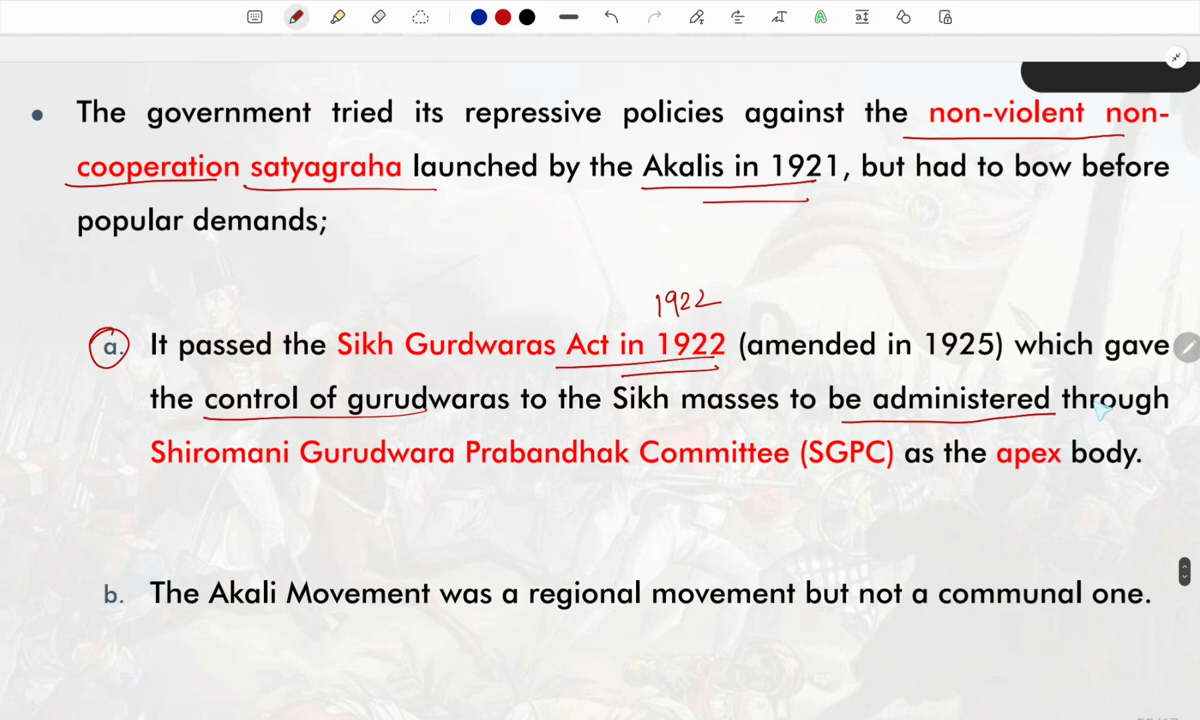 The government tried its repressive policies against the non-violent non-
cooperation satyagraha launched by the Akalis in 1921, but had to bow before
popular demands;
1922
a. It passed the Sikh Gurdwaras Act in 1922 (amended in 1925) which gave
the control of gurudwaras to the Sikh masses to be administered through
Shiromani Gurudwara Prabandhak Committee (SGPC) as the apex body.
b. The Akali Movement was a regional movement but not a communal one.